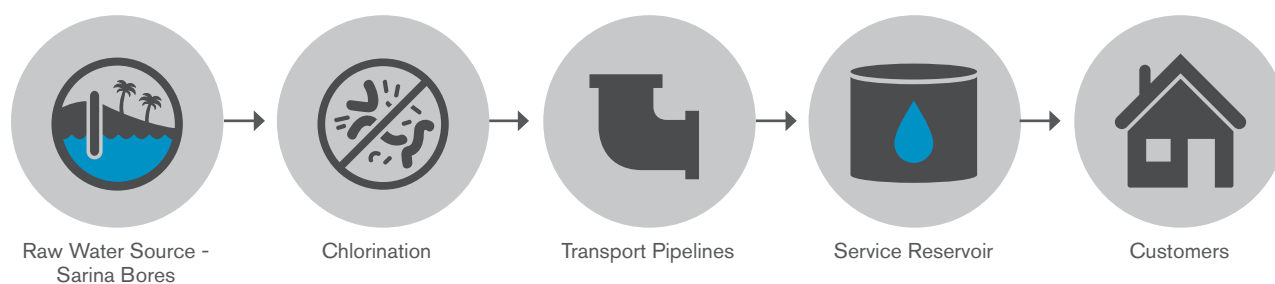 Raw Water Source -
Sarina Bores
Chlorination
Transport Pipelines
Service Reservoir
Customers